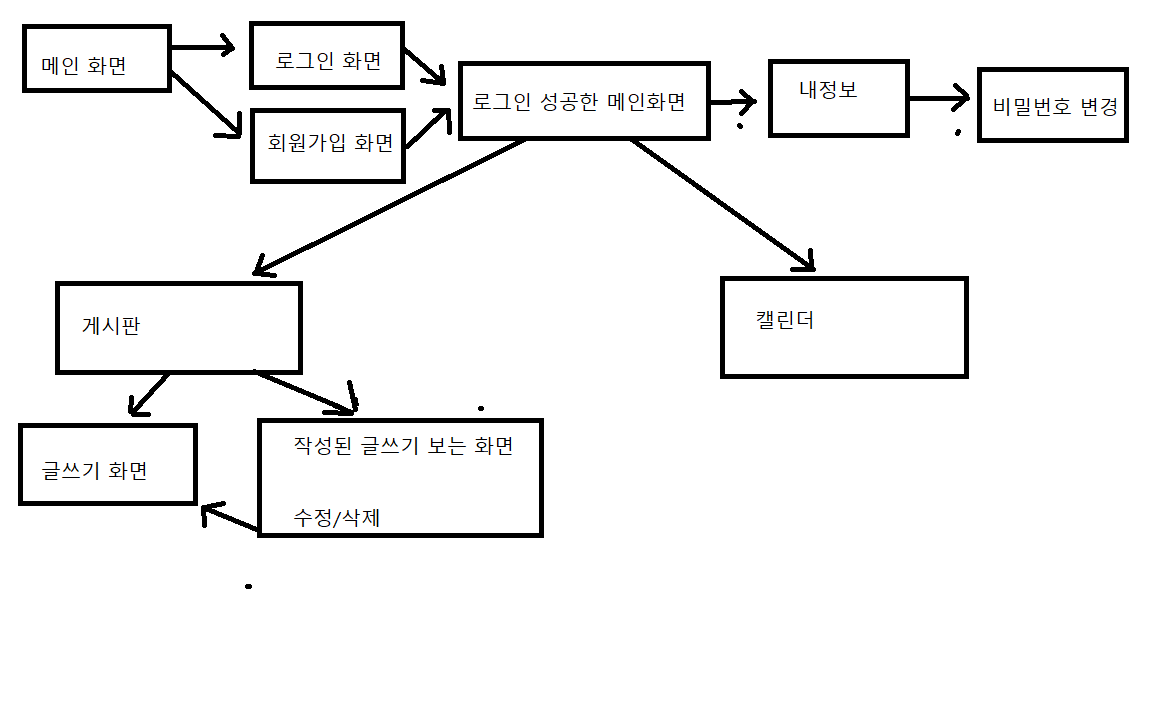 메인 화면
로그인 화면
회원가입 화면
로그인 성공한 메인화면
내정보
비밀번호 변경
게시판
캘린더
글쓰기 화면
작성된 글쓰기 보는 화면
수정/삭제